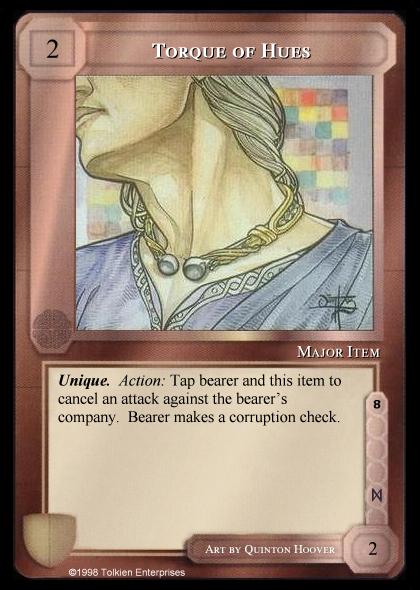 2
TORQUE OF HUES
MAJOR ITEM
Unique. Action: Tap bearer and this item to
cancel an attack against the bearer's
company. Bearer makes a corruption check.
8
ᛞ
ART BY QUINTON HOOVER
2
©1998 Tolkien Enterprises